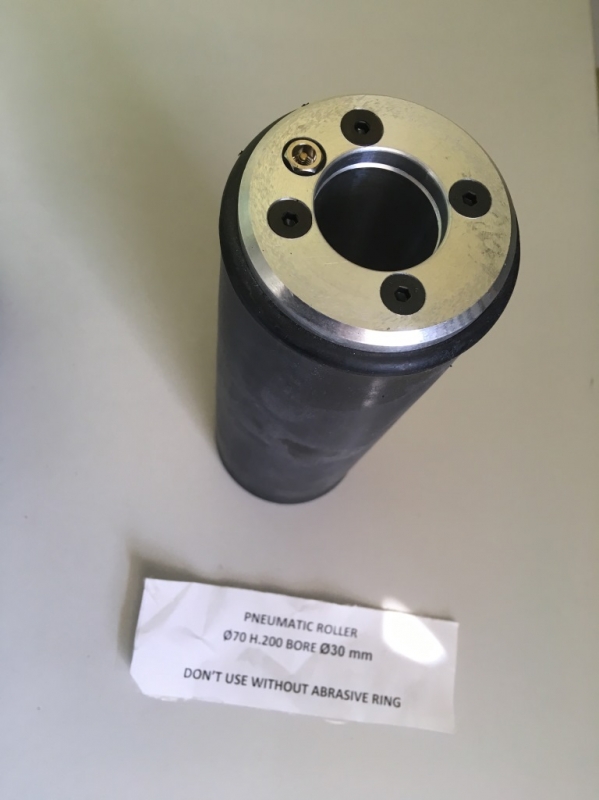 PNEUMATIC ROLLER
Ø70 H.200 BORE Ø30 mm
DON'T USE WITHOUT ABRASIVE RING